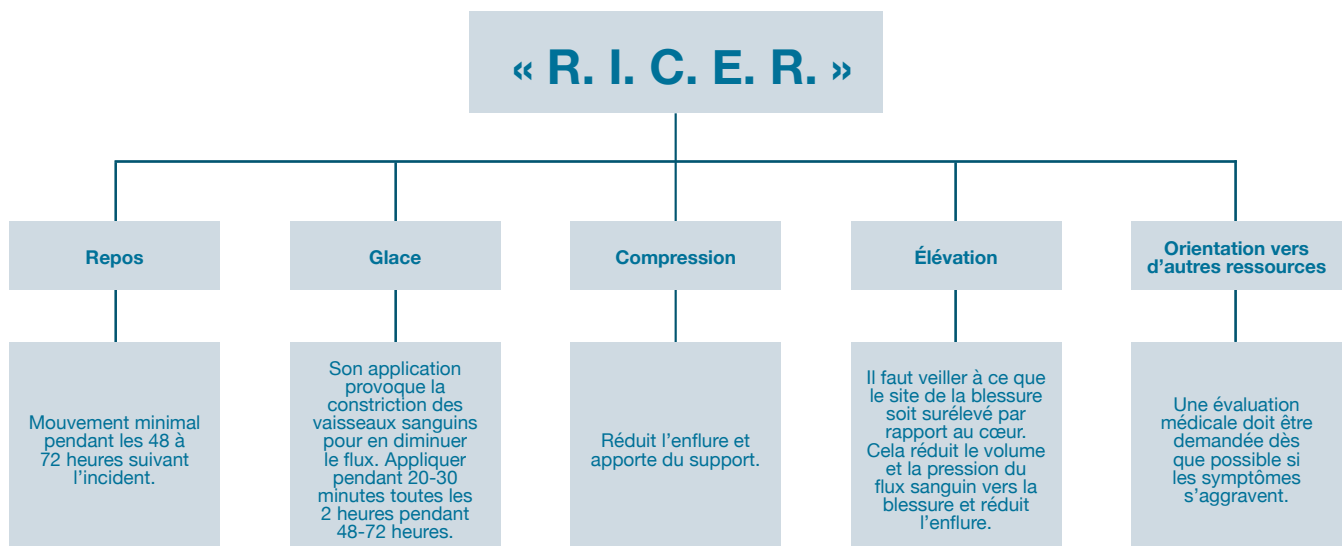 « R. I. C. E. R. »
Repos
Glace
Compression
Élévation
Orientation vers
d’autres ressources
Mouvement minimal
pendant les 48 à
72 heures suivant
l’incident.
Son application
provoque la
constriction des
vaisseaux sanguins
pour en diminuer
le flux. Appliquer
pendant 20-30
minutes toutes les
2 heures pendant
48-72 heures.
Réduit l’enflure et
apporte du support.
Il faut veiller à ce que
le site de la blessure
soit surélevé par
rapport au cœur.
Cela réduit le volume
et la pression du
flux sanguin vers la
blessure et réduit
l’enflure.
Une évaluation
médicale doit être
demandée dès
que possible si
les symptômes
s’aggravent.